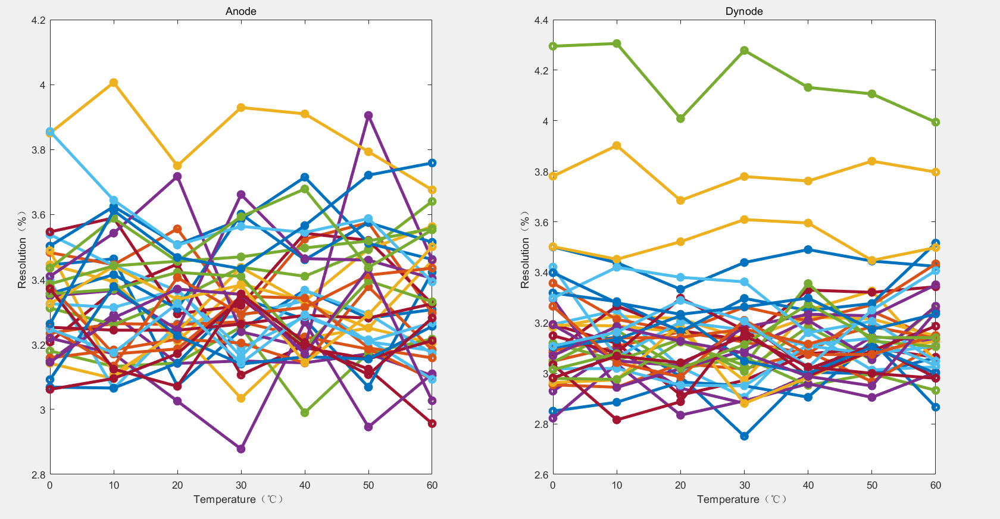 Anode
4.2
4
3.8
3.6
3.4
3.2
3
2.8
Resolution（%）
0 10 20 30 40 50 60
Temperature（℃）
Dynode
4.4
4.2
4
3.8
3.6
3.4
3.2
3
2.8
2.6
Resolution（%）
0 10 20 30 40 50 60
Temperature（℃）